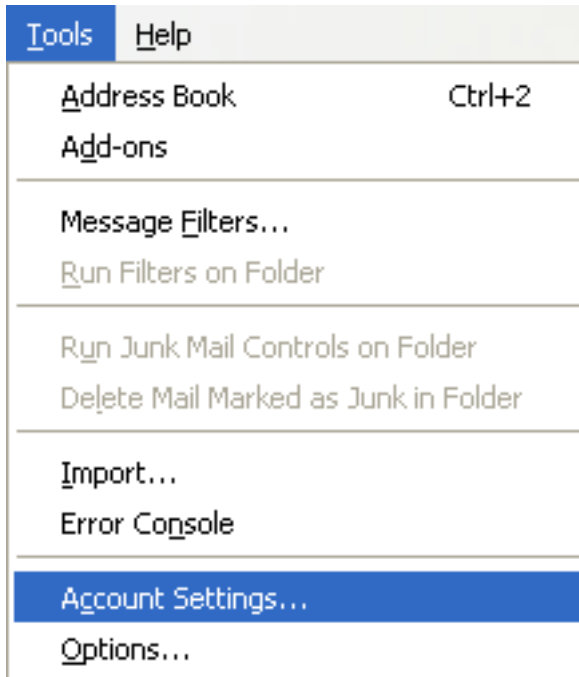 Tools Help
Address Book Ctrl+2
Add-ons
Message Filters...
Run Filters on Folder
Run Junk Mail Controls on Folder
Delete Mail Marked as Junk in Folder
Import...
Error Console
Account Settings...
Options...